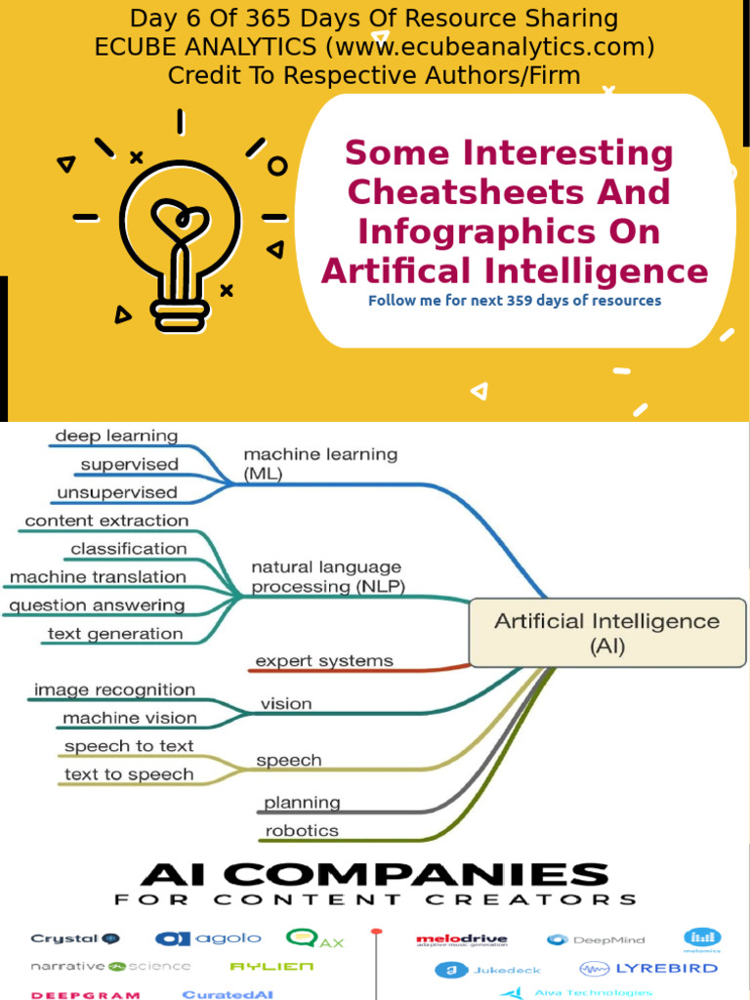 Day 6 Of 365 Days Of Resource Sharing
ECUBE ANALYTICS (www.ecubeanalytics.com)
Credit To Respective Authors/Firm
Some Interesting
Cheatsheets And
Infographics On
Artifical Intelligence
Follow me for next 359 days of resources
deep learning
supervised
unsupervised
machine learning
(ML)
content extraction
classification
machine translation
question answering
text generation
natural language
processing (NLP)
Artificial Intelligence
(AI)
expert systems
image recognition
machine vision
vision
speech to text
text to speech
speech
planning
robotics
AI COMPANIES
FOR CONTENT CREATORS
Crystal
agolo
AX
melodrive
adaptive music generation
DeepMind
melomics
narrative science
AYLIEN
Jukedeck
LYREBIRD
DEEPGRAM
CuratedAI
Aiva Technologies